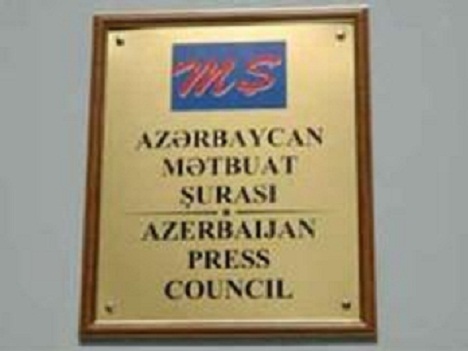 MŞ
AZƏRBAYCAN
MƏTBUAT
ŞURASI
AZERBAIJAN
PRESS
COUNCIL